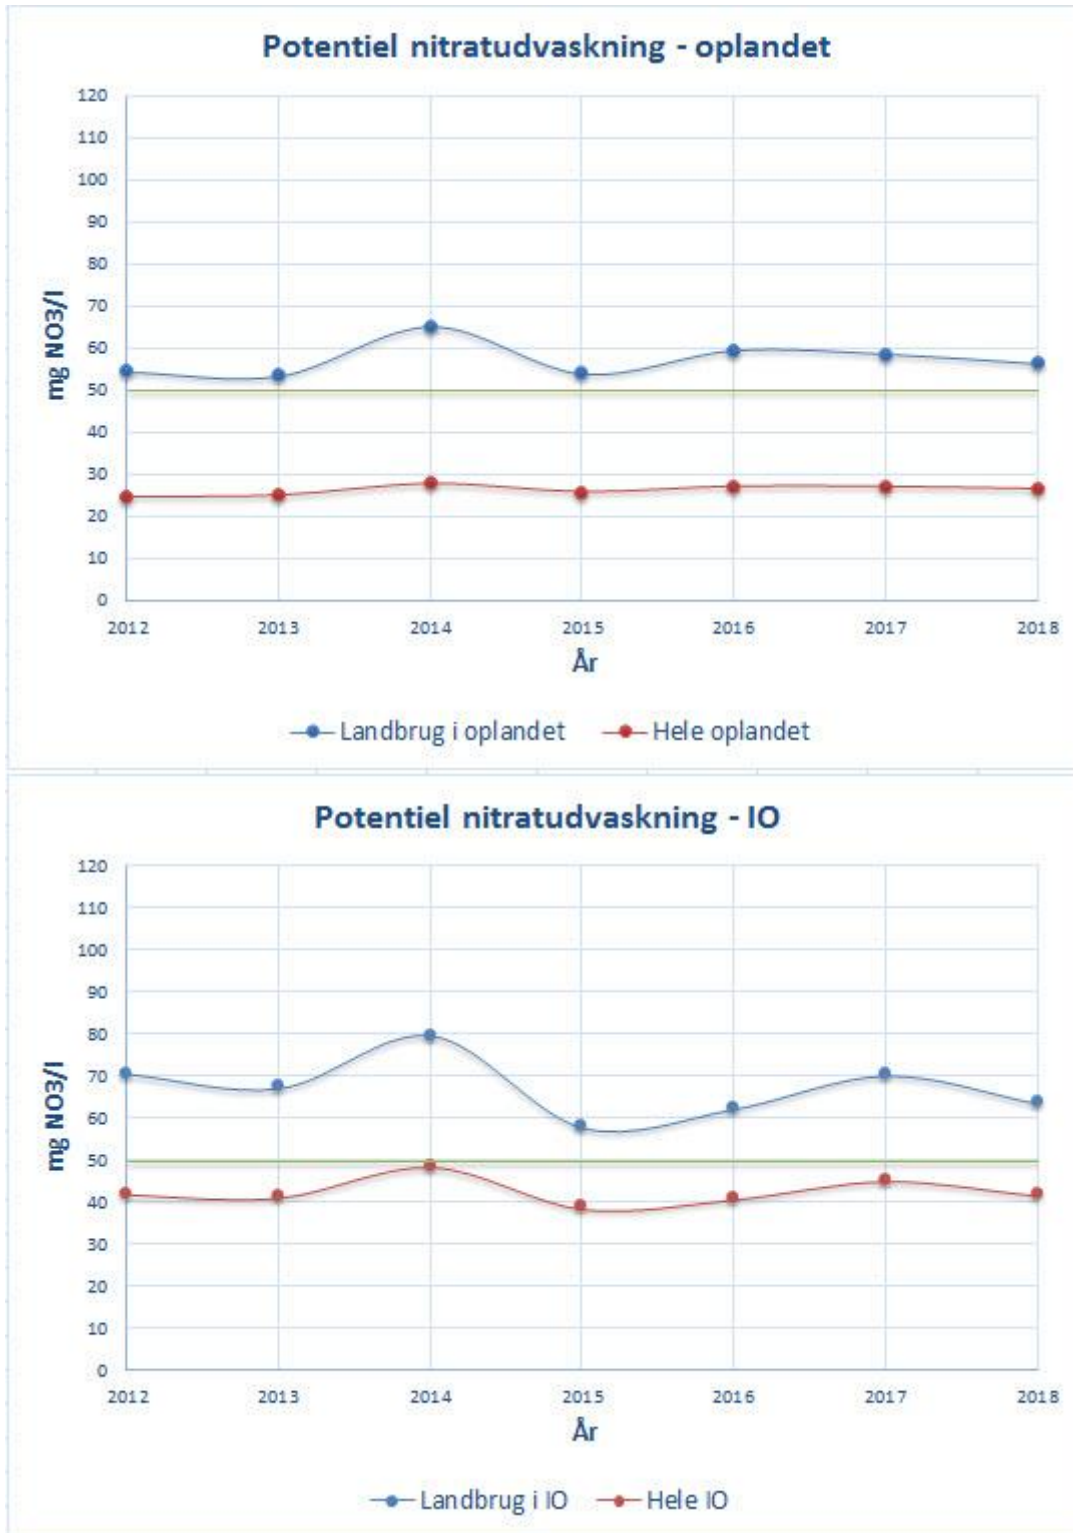 Potentiel nitratudvaskning - oplandet
120
110
100
90
80
70
60
50
40
30
20
10
0
mg NO3/l
2012 2013 2014 2015 2016 2017 2018
År
Landbrug i oplandet Hele oplandet
Potentiel nitratudvaskning - IO
120
110
100
90
80
70
60
50
40
30
20
10
0
mg NO3/l
2012 2013 2014 2015 2016 2017 2018
År
Landbrug i IO Hele IO